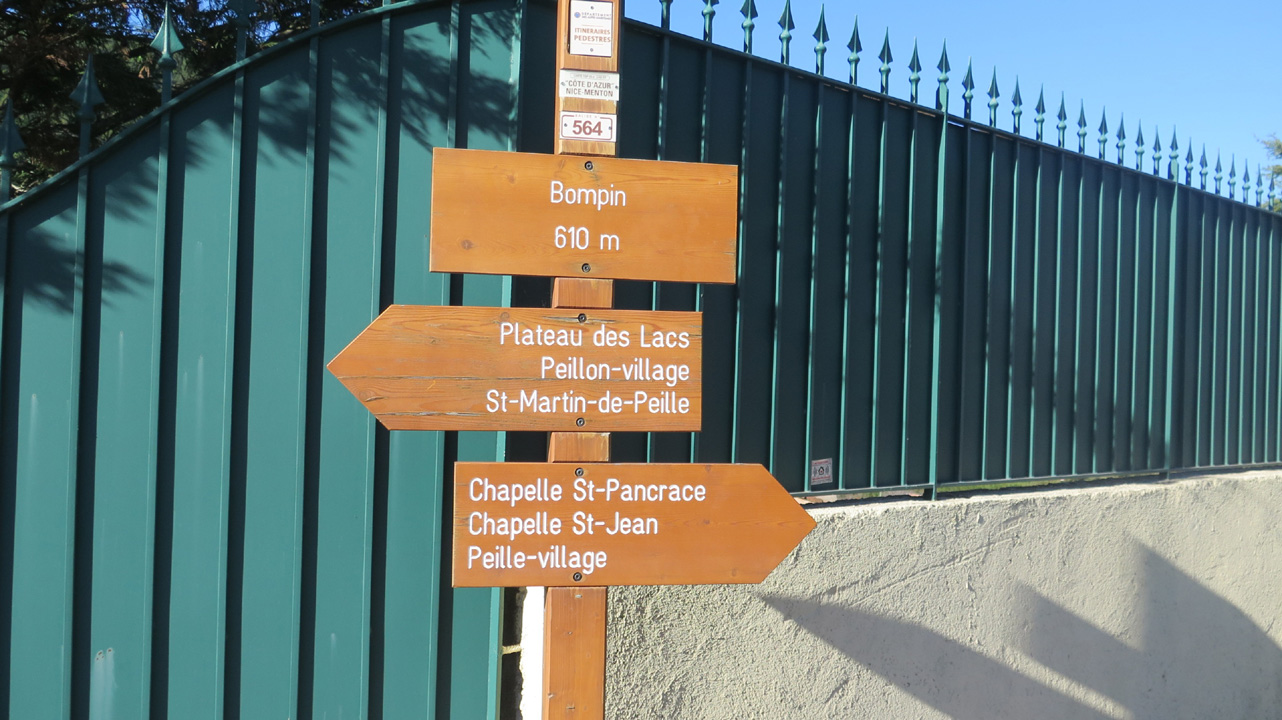 DÉPARTEMENT
ITINERAIRES
PEDESTRES
"CÔTE D'AZUR"
NICE-MENTON
564
Bompin
610 m
Plateau des Lacs
Peillon-village
St-Martin-de-Peille
Chapelle St-Pancrace
Chapelle St-Jean
Peille-village